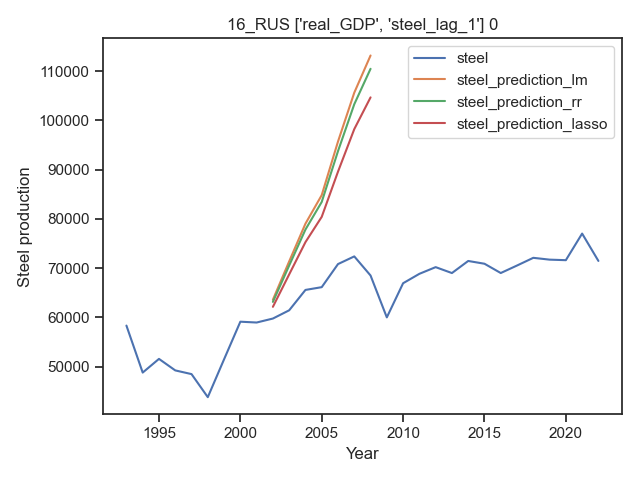 16_RUS ['real_GDP', 'steel_lag_1'] 0
steel
steel_prediction_lm
steel_prediction_rr
steel_prediction_lasso
Steel production
110000
100000
90000
80000
70000
60000
50000
1995
2000
2005
2010
2015
2020
Year